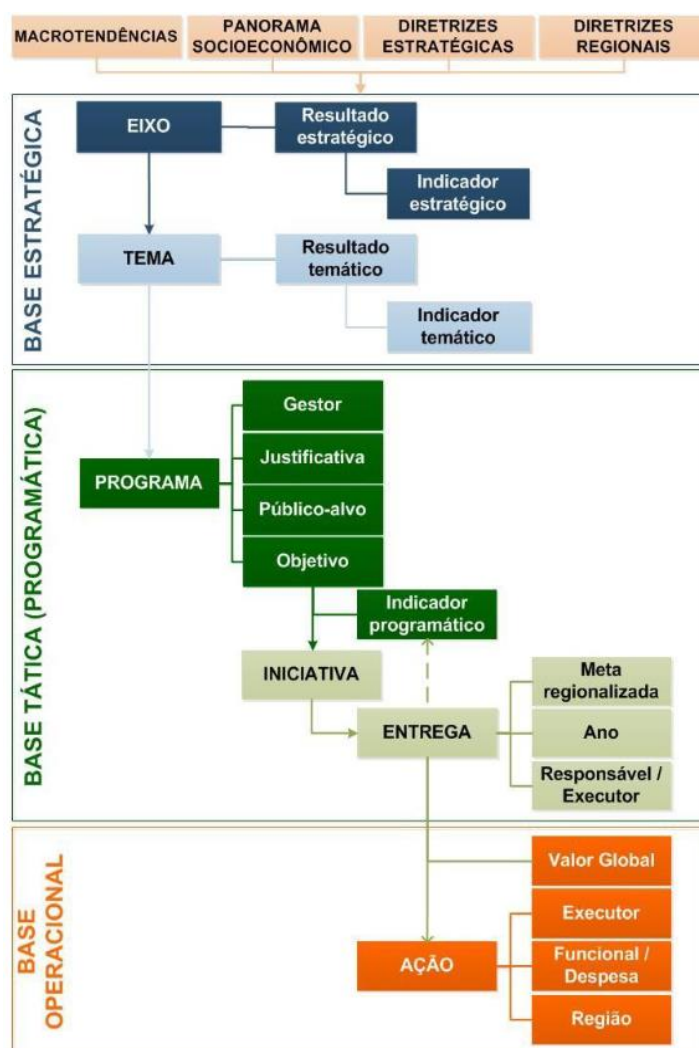 MACROTENDÊNCIAS
PANORAMA
SOCIOECONÔMICO
DIRETRIZES
ESTRATÉGICAS
DIRETRIZES
REGIONAIS
BASE ESTRATÉGICA
EIXO
Resultado
estratégico
Indicador
estratégico
TEMA
Resultado
temático
Indicador
temático
BASE TÁTICA (PROGRAMÁTICA)
Gestor
Justificativa
PROGRAMA
Público-alvo
Objetivo
Indicador
programático
INICIATIVA
Meta
regionalizada
ENTREGA
Ano
Responsável /
Executor
BASE
OPERACIONAL
Valor Global
Executor
AÇÃO
Funcional /
Despesa
Região